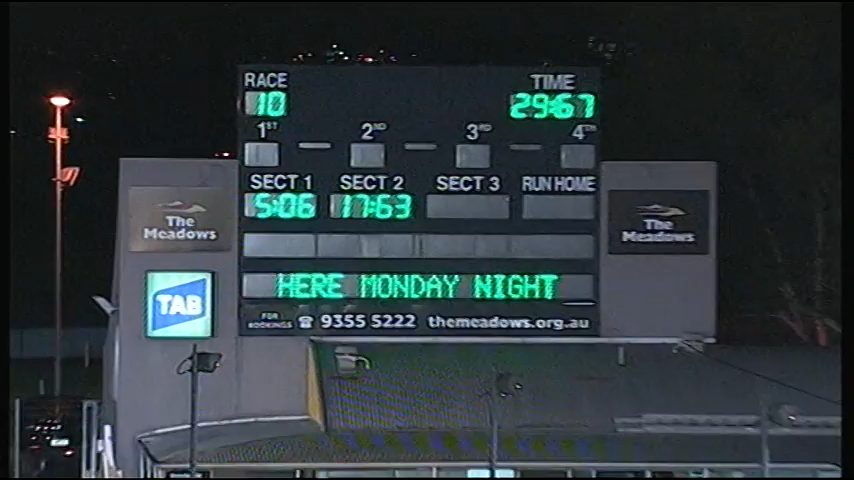 RACE TIME
10 29:67
1ST 2ND 3RD 4TH
SECT 1 SECT 2 SECT 3 RUN HOME
5:06 17:63
The Meadows
The Meadows
HERE MONDAY NIGHT
TAB
FOR BOOKINGS ☎ 9355 5222 themeadows.org.au